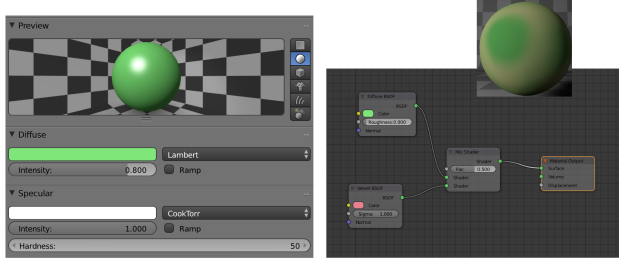 Preview
Diffuse
Lambert
Intensity: 0.800
Ramp
Specular
CookTorr
Intensity: 1.000
Ramp
Hardness: 50
Diffuse BSDF
BSDF
Color
Roughness:0.000
Normal
Velvet BSDF
BSDF
Color
Sigma 1.000
Normal
Mix Shader
Shader
Fac 0.500
Shader
Shader
Material Output
Surface
Volume
Displacement